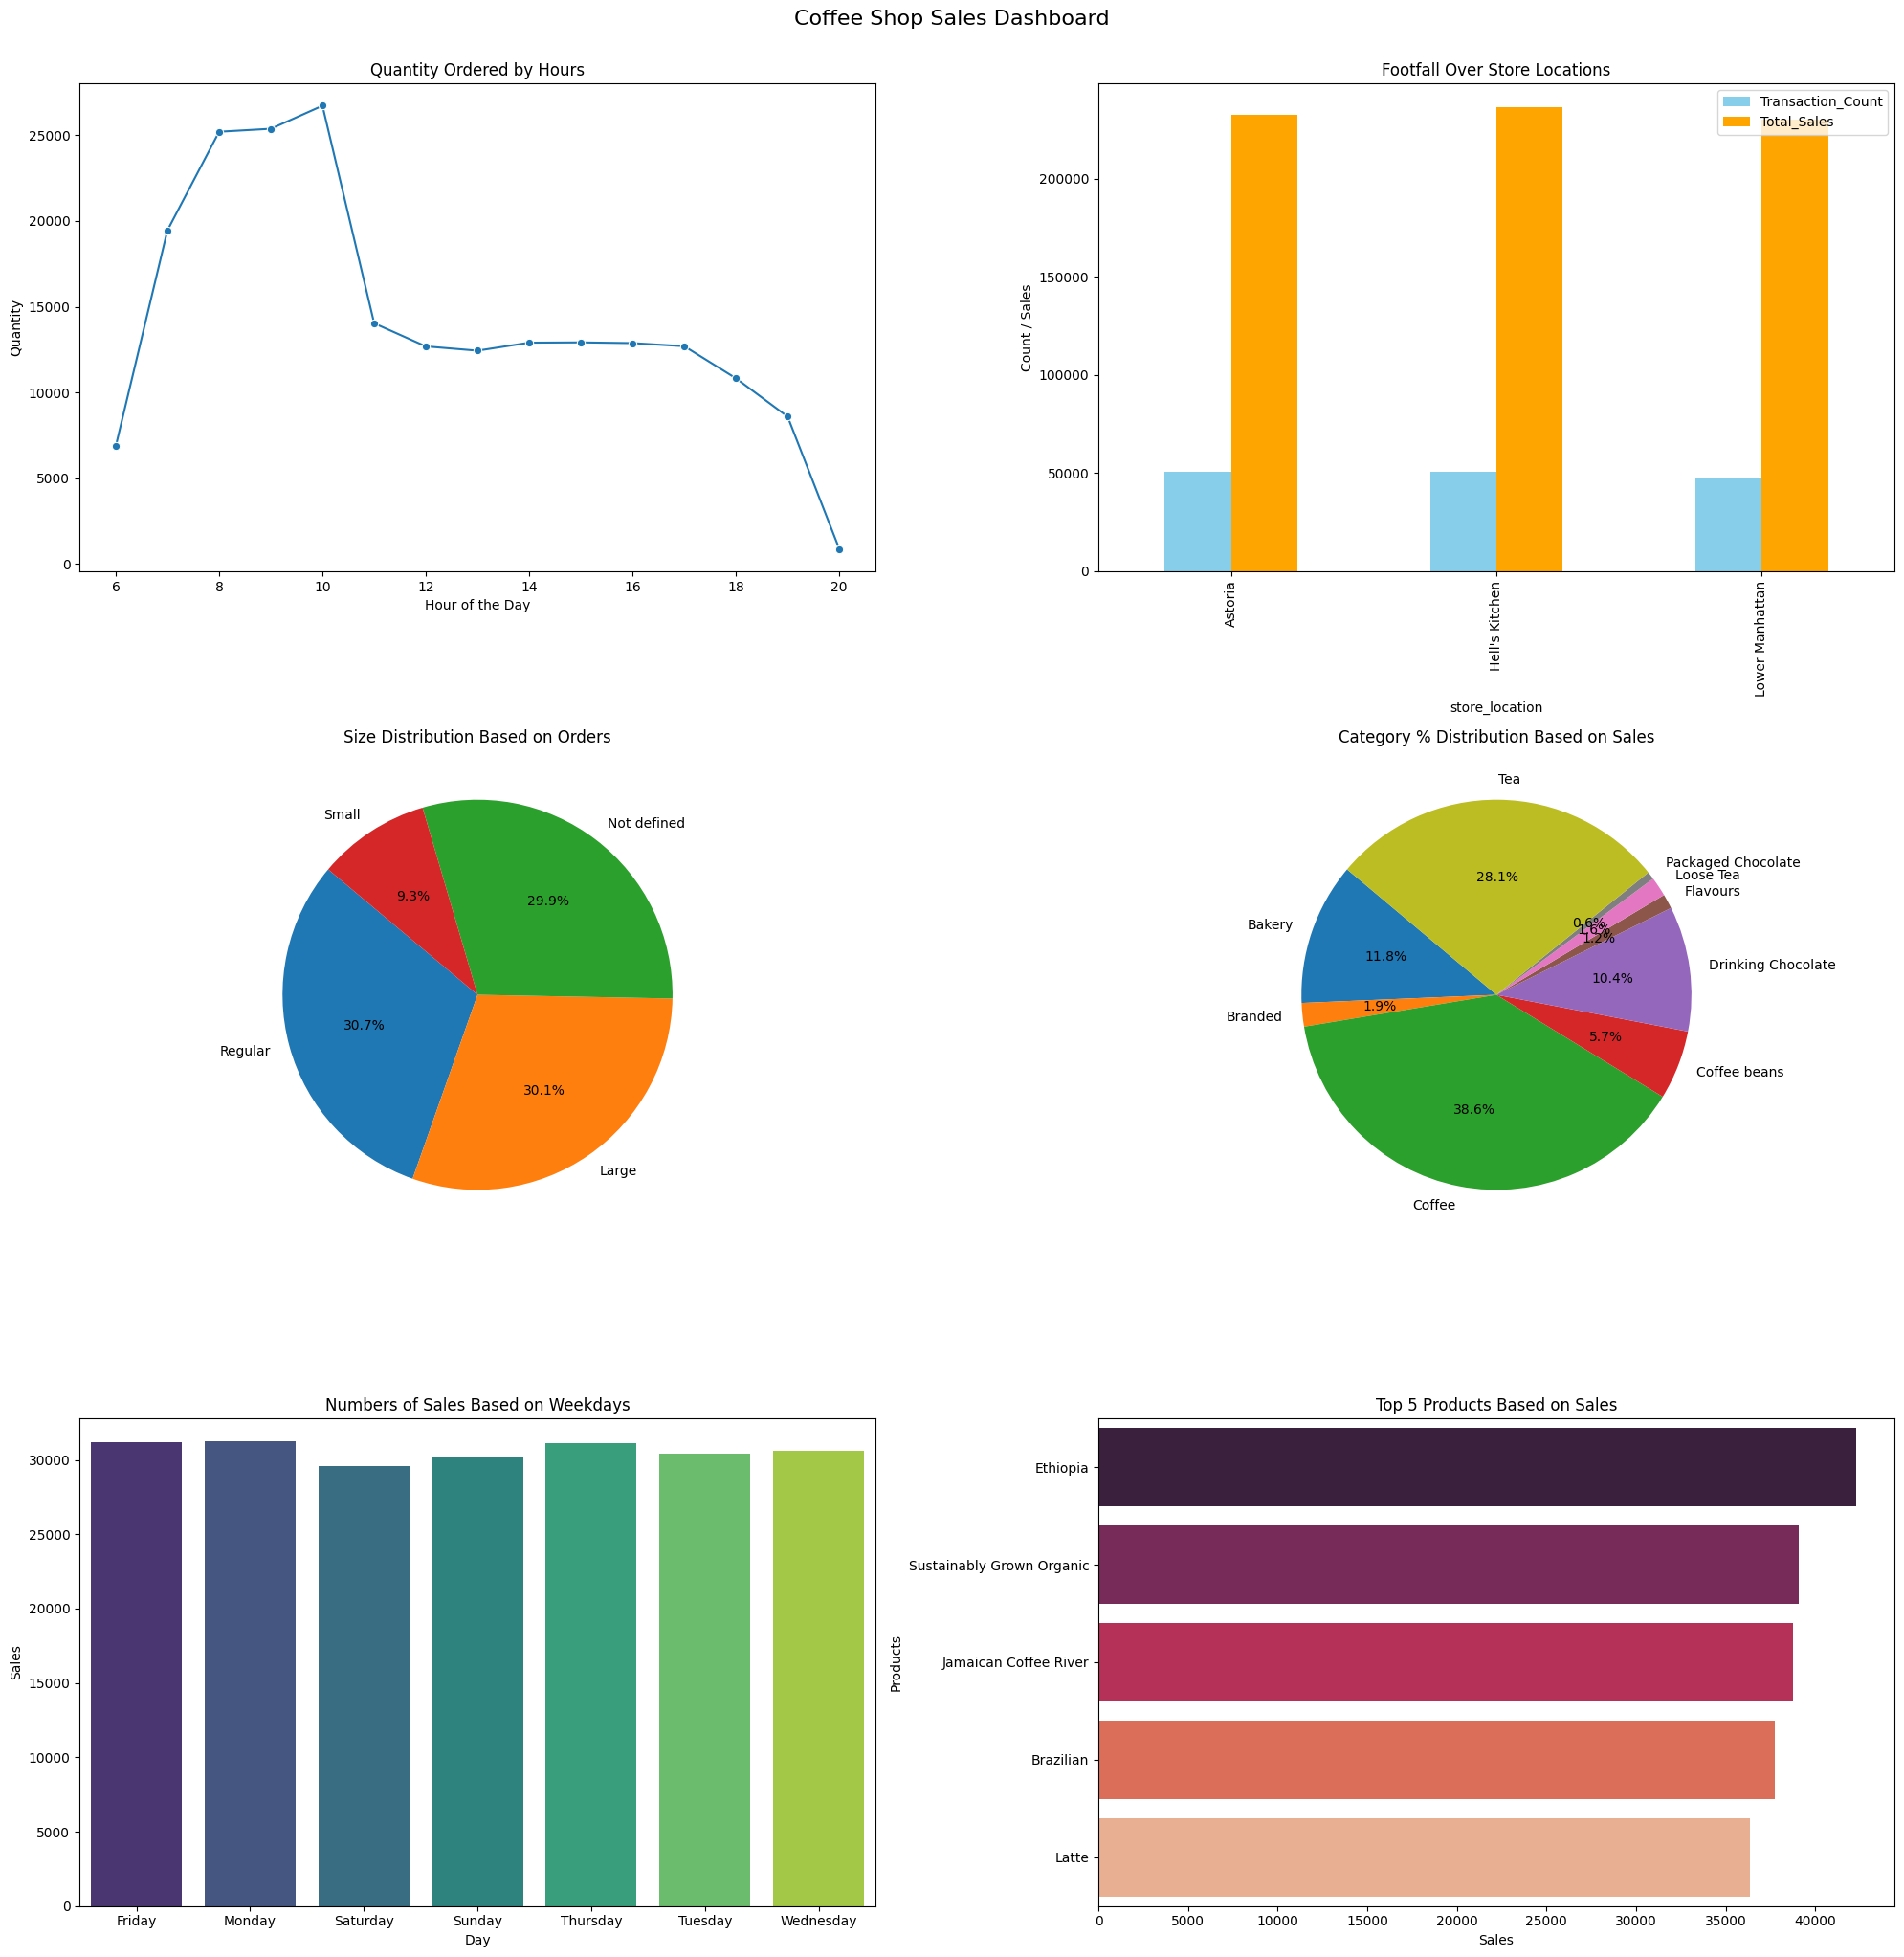 Coffee Shop Sales Dashboard
Quantity Ordered by Hours
Quantity
25000
20000
15000
10000
5000
0
6 8 10 12 14 16 18 20
Hour of the Day
Footfall Over Store Locations
Transaction_Count
Total_Sales
Count / Sales
200000
150000
100000
50000
0
Astoria
Hell's Kitchen
Lower Manhattan
store_location
Size Distribution Based on Orders
Small
Not defined
9.3%
29.9%
30.7%
Regular
30.1%
Large
Category % Distribution Based on Sales
Tea
Packaged Chocolate
Loose Tea
Flavours
28.1%
0.6%
1.6%
1.2%
Bakery
11.8%
Drinking Chocolate
10.4%
Branded
1.9%
5.7%
Coffee beans
38.6%
Coffee
Numbers of Sales Based on Weekdays
Sales
30000
25000
20000
15000
10000
5000
0
Friday Monday Saturday Sunday Thursday Tuesday Wednesday
Day
Top 5 Products Based on Sales
Products
Ethiopia
Sustainably Grown Organic
Jamaican Coffee River
Brazilian
Latte
0 5000 10000 15000 20000 25000 30000 35000 40000
Sales